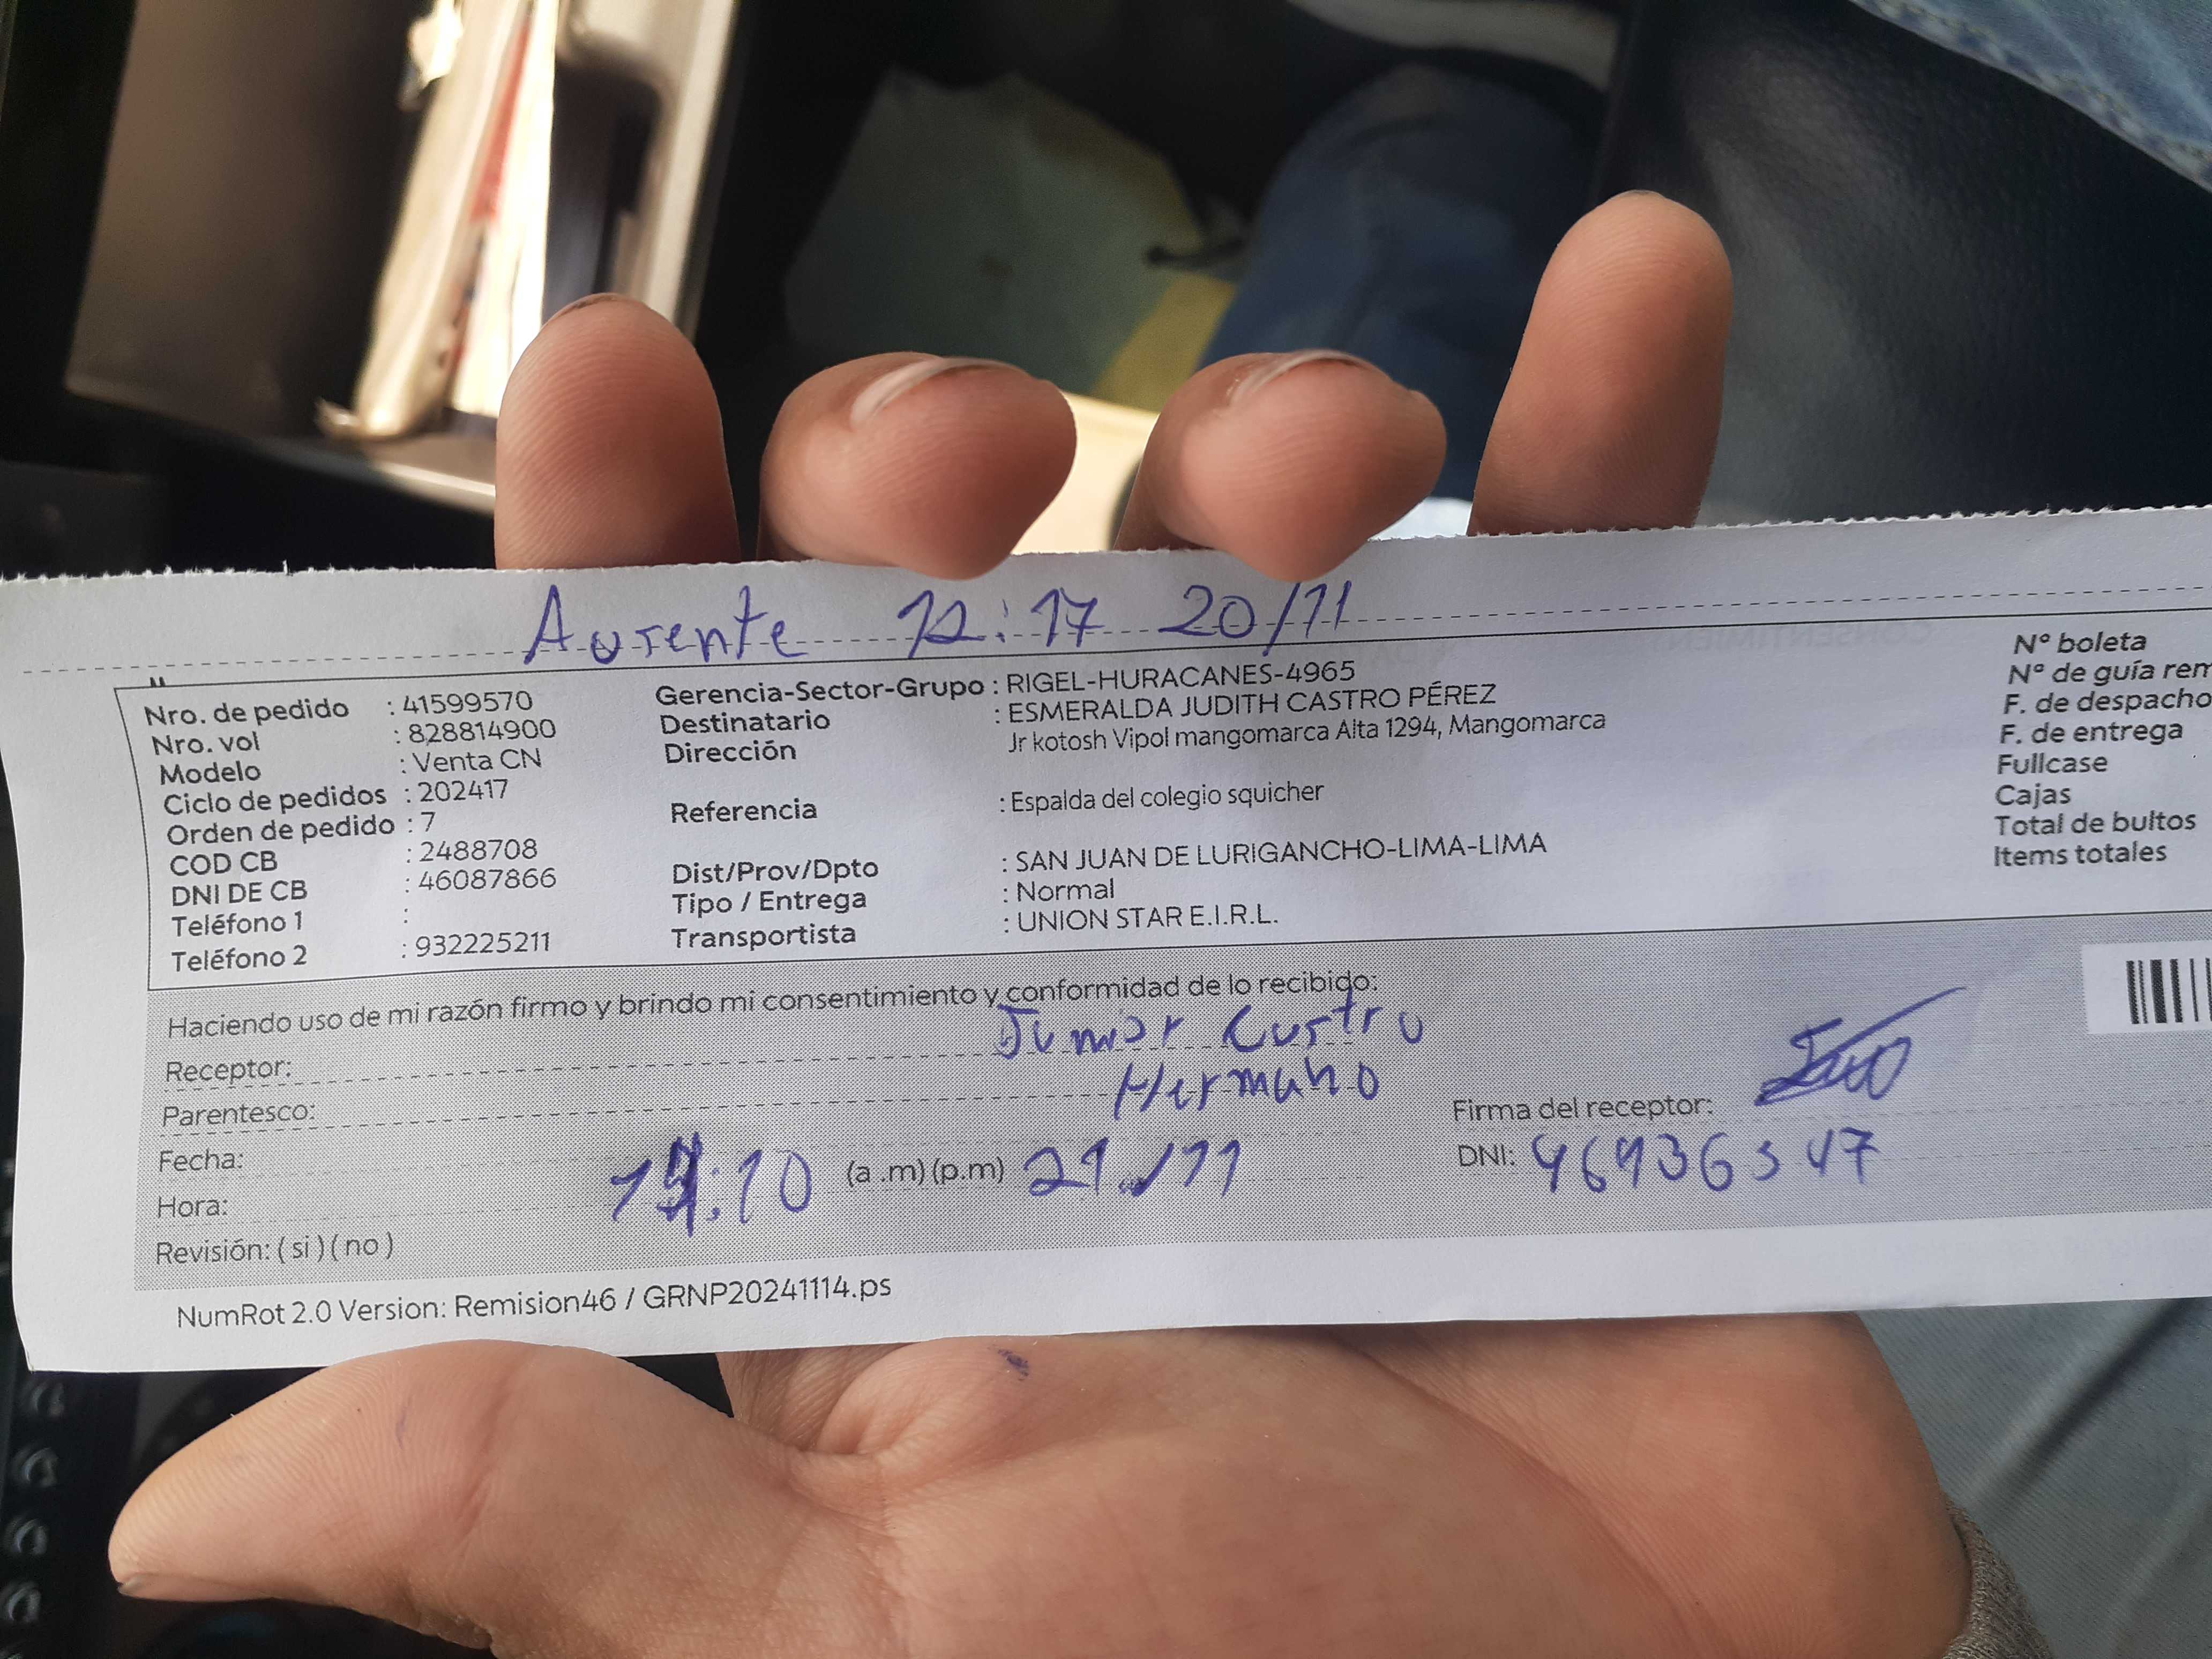 Ausente 12:17 20/11
Nro. de pedido : 41599570
Nro. vol : 828814900
Modelo : Venta CN
Ciclo de pedidos : 202417
Orden de pedido : 7
COD CB : 2488708
DNI DE CB : 46087866
Teléfono 1 :
Teléfono 2 : 932225211
Gerencia-Sector-Grupo : RIGEL-HURACANES-4965
Destinatario : ESMERALDA JUDITH CASTRO PÉREZ
Dirección Jr kotosh Vipol mangomarca Alta 1294, Mangomarca
Referencia : Espalda del colegio squicher
Dist/Prov/Dpto : SAN JUAN DE LURIGANCHO-LIMA-LIMA
Tipo / Entrega : Normal
Transportista : UNION STAR E.I.R.L.
Nº boleta
Nº de guía rem
F. de despacho
F. de entrega
Fullcase
Cajas
Total de bultos
Items totales
Haciendo uso de mi razón firmo y brindo mi consentimiento y conformidad de lo recibido:
Receptor: Junior Castro
Parentesco: Hermano
Firma del receptor:
Fecha:
Hora: (a .m) (p.m) 21/11
DNI:
Revisión: ( si ) ( no )
NumRot 2.0 Version: Remision46 / GRNP20241114.ps